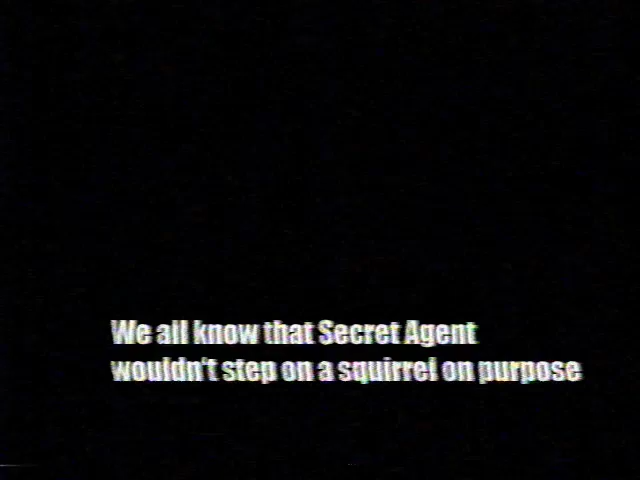 We all know that Secret Agent
wouldn't step on a squirrel on purpose